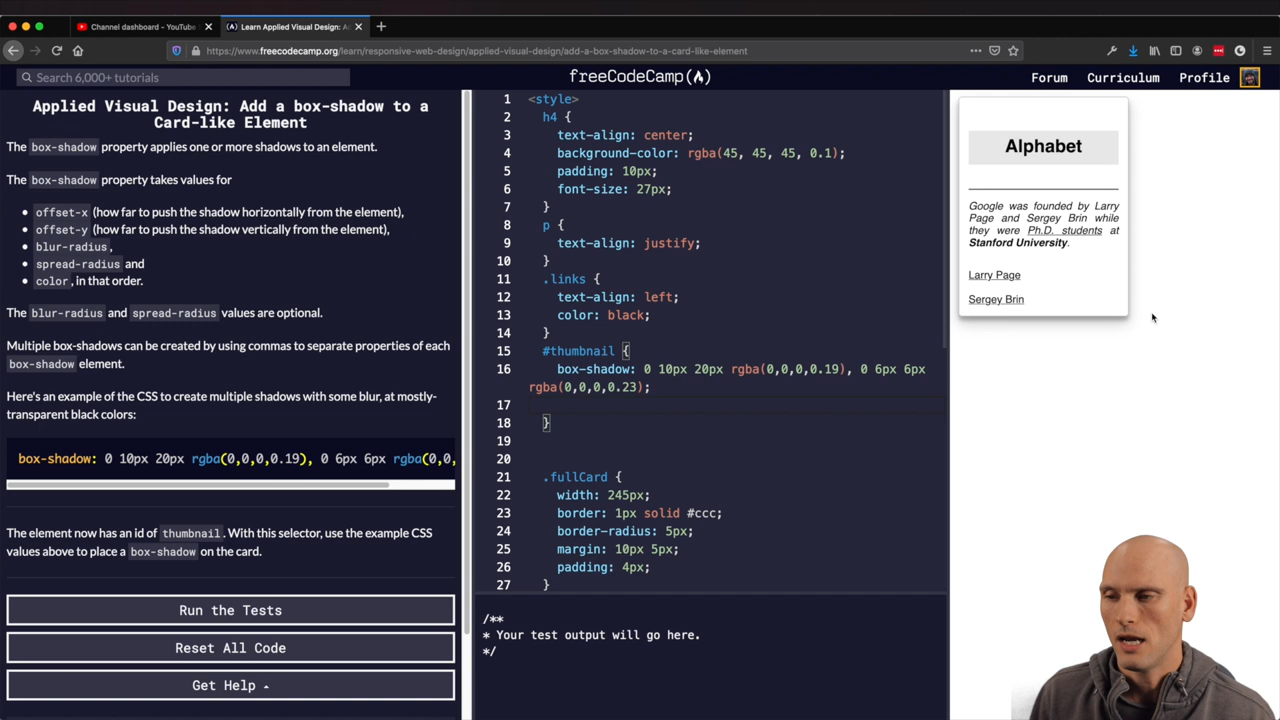 Channel dashboard - YouTube
Learn Applied Visual Design: A
https://www.freecodecamp.org/learn/responsive-web-design/applied-visual-design/add-a-box-shadow-to-a-card-like-element
Search 6,000+ tutorials
freeCodeCamp
Forum
Curriculum
Profile
Applied Visual Design: Add a box-shadow to a
Card-like Element
The box-shadow property applies one or more shadows to an element.
The box-shadow property takes values for
offset-x (how far to push the shadow horizontally from the element),
offset-y (how far to push the shadow vertically from the element),
blur-radius ,
spread-radius and
color , in that order.
The blur-radius and spread-radius values are optional.
Multiple box-shadows can be created by using commas to separate properties of each
box-shadow element.
Here's an example of the CSS to create multiple shadows with some blur, at mostly-
transparent black colors:
box-shadow: 0 10px 20px rgba(0,0,0,0.19), 0 6px 6px rgba(0,0,
The element now has an id of thumbnail . With this selector, use the example CSS
values above to place a box-shadow on the card.
Run the Tests
Reset All Code
Get Help
1 <style>
2 h4 {
3 text-align: center;
4 background-color: rgba(45, 45, 45, 0.1);
5 padding: 10px;
6 font-size: 27px;
7 }
8 p {
9 text-align: justify;
10 }
11 .links {
12 text-align: left;
13 color: black;
14 }
15 #thumbnail {
16 box-shadow: 0 10px 20px rgba(0,0,0,0.19), 0 6px 6px
rgba(0,0,0,0.23);
17
18 }
19
20
21 .fullCard {
22 width: 245px;
23 border: 1px solid #ccc;
24 border-radius: 5px;
25 margin: 10px 5px;
26 padding: 4px;
27 }
/**
* Your test output will go here.
*/
Alphabet
Google was founded by Larry
Page and Sergey Brin while
they were Ph.D. students at
Stanford University.
Larry Page
Sergey Brin